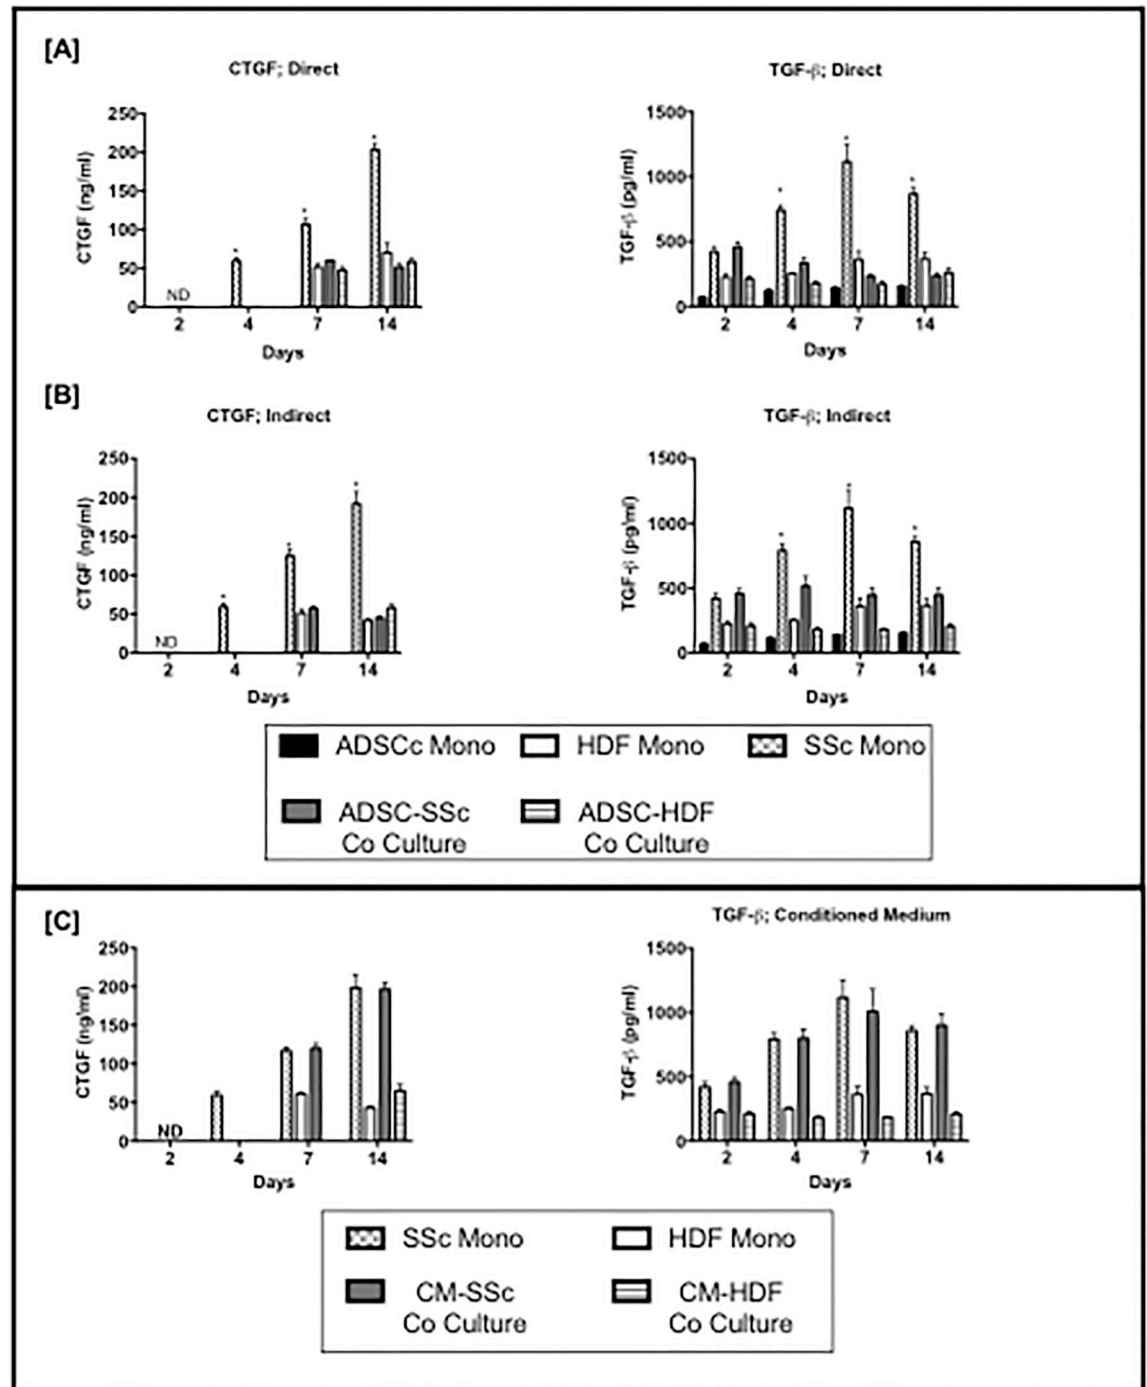 [A]
CTGF; Direct
TGF-β; Direct
CTGF (ng/ml)
250
200
150
100
50
0
ND
*
*
*
2 4 7 14
Days
TGF-β (pg/ml)
1500
1000
500
0
*
*
*
2 4 7 14
Days
[B]
CTGF; Indirect
TGF-β; Indirect
CTGF (ng/ml)
250
200
150
100
50
0
ND
*
*
*
2 4 7 14
Days
TGF-β (pg/ml)
1500
1000
500
0
*
*
*
2 4 7 14
Days
ADSCc Mono HDF Mono SSc Mono
ADSC-SSc ADSC-HDF
Co Culture Co Culture
[C]
TGF-β; Conditioned Medium
CTGF (ng/ml)
250
200
150
100
50
0
ND
2 4 7 14
Days
TGF-β (pg/ml)
1500
1000
500
0
2 4 7 14
Days
SSc Mono HDF Mono
CM-SSc CM-HDF
Co Culture Co Culture